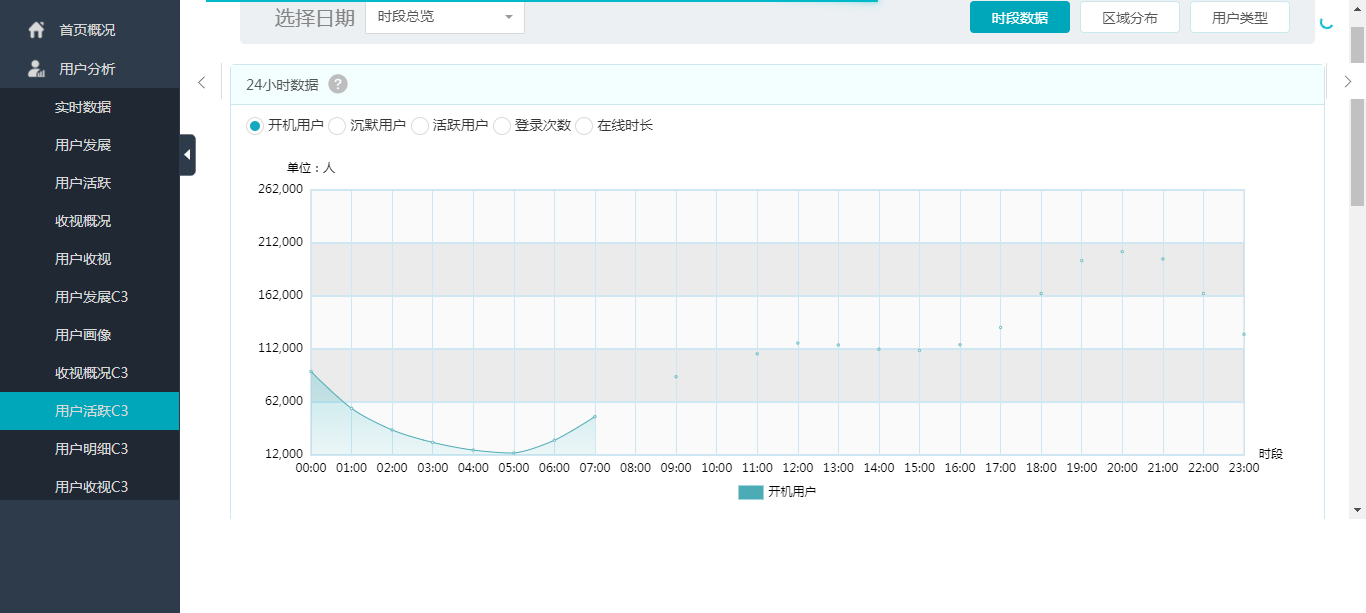 首页概况
用户分析
实时数据
用户发展
用户活跃
收视概况
用户收视
用户发展C3
用户画像
收视概况C3
用户活跃C3
用户明细C3
用户收视C3
选择日期 时段总览 时段数据 区域分布 用户类型
24小时数据 ?
开机用户 沉默用户 活跃用户 登录次数 在线时长
单位：人
262,000
212,000
162,000
112,000
62,000
12,000
00:00 01:00 02:00 03:00 04:00 05:00 06:00 07:00 08:00 09:00 10:00 11:00 12:00 13:00 14:00 15:00 16:00 17:00 18:00 19:00 20:00 21:00 22:00 23:00 时段
开机用户